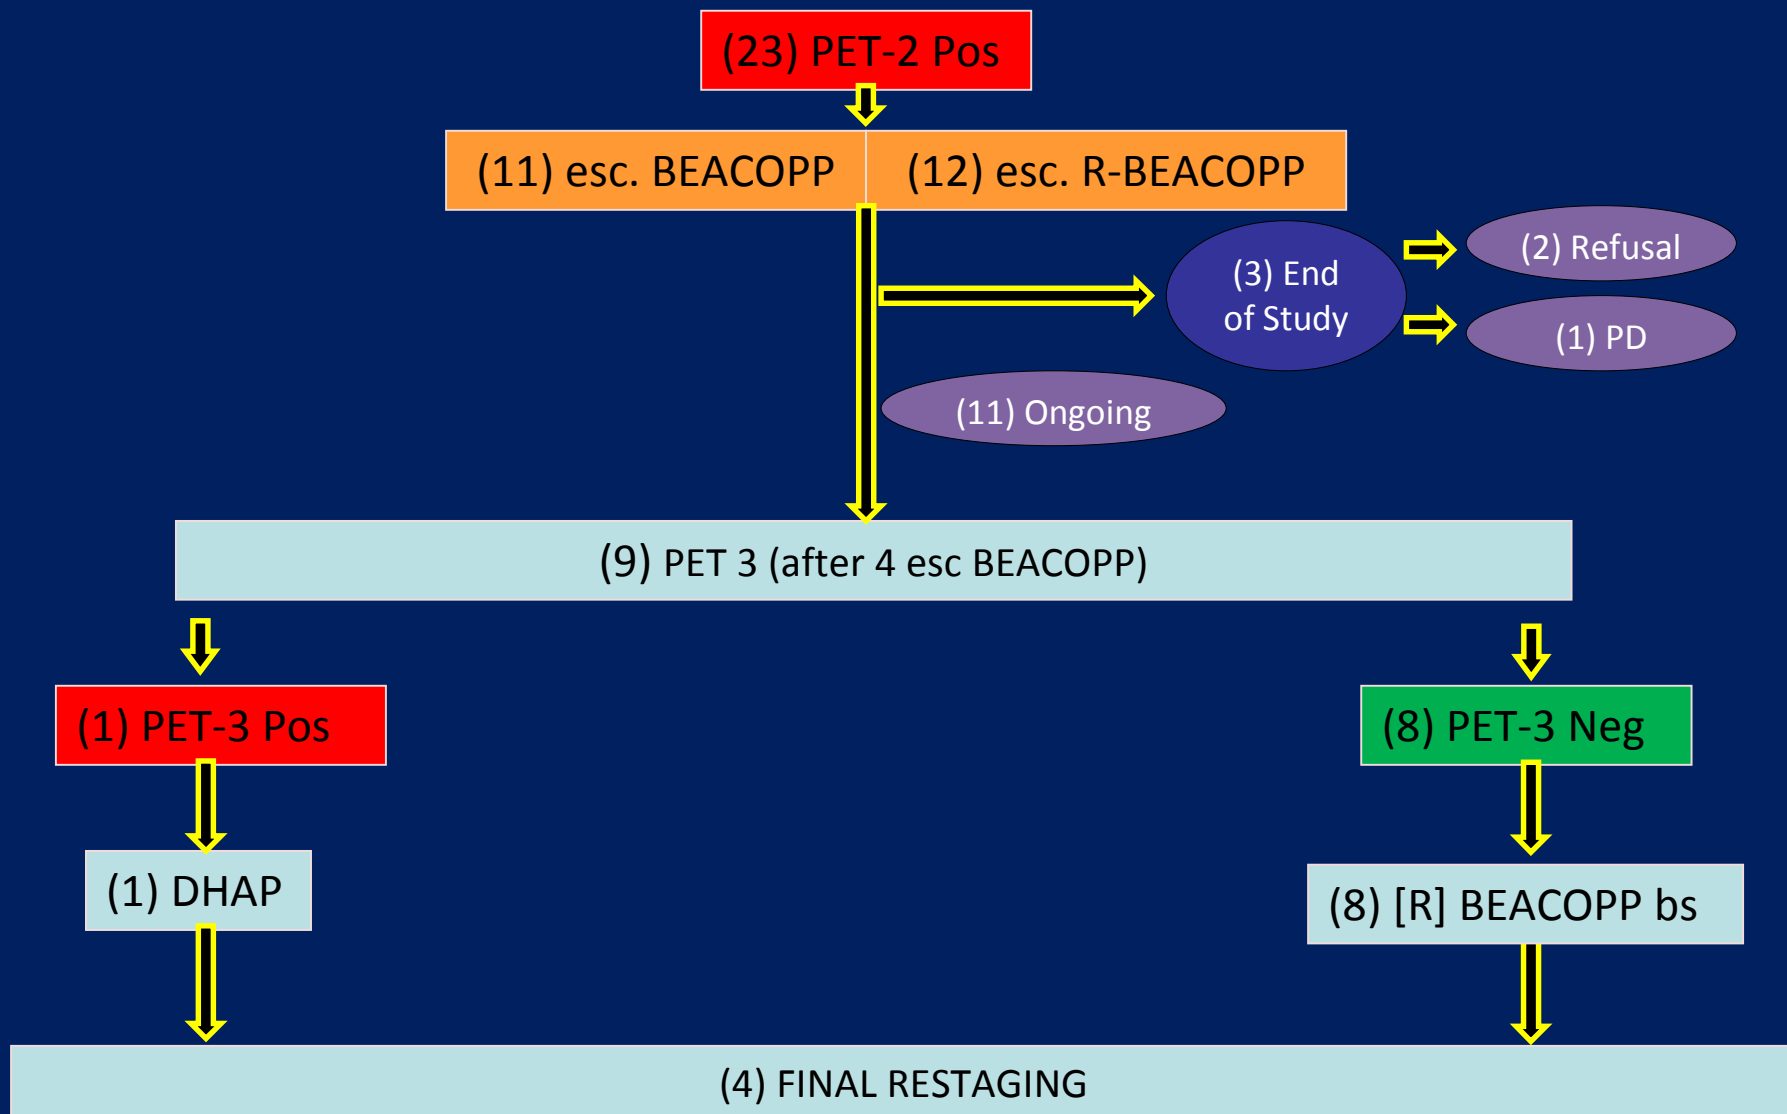 (23) PET-2 Pos
(11) esc. BEACOPP
(12) esc. R-BEACOPP
(3) End
of Study
(2) Refusal
(1) PD
(11) Ongoing
(9) PET 3 (after 4 esc BEACOPP)
(1) PET-3 Pos
(8) PET-3 Neg
(1) DHAP
(8) [R] BEACOPP bs
(4) FINAL RESTAGING